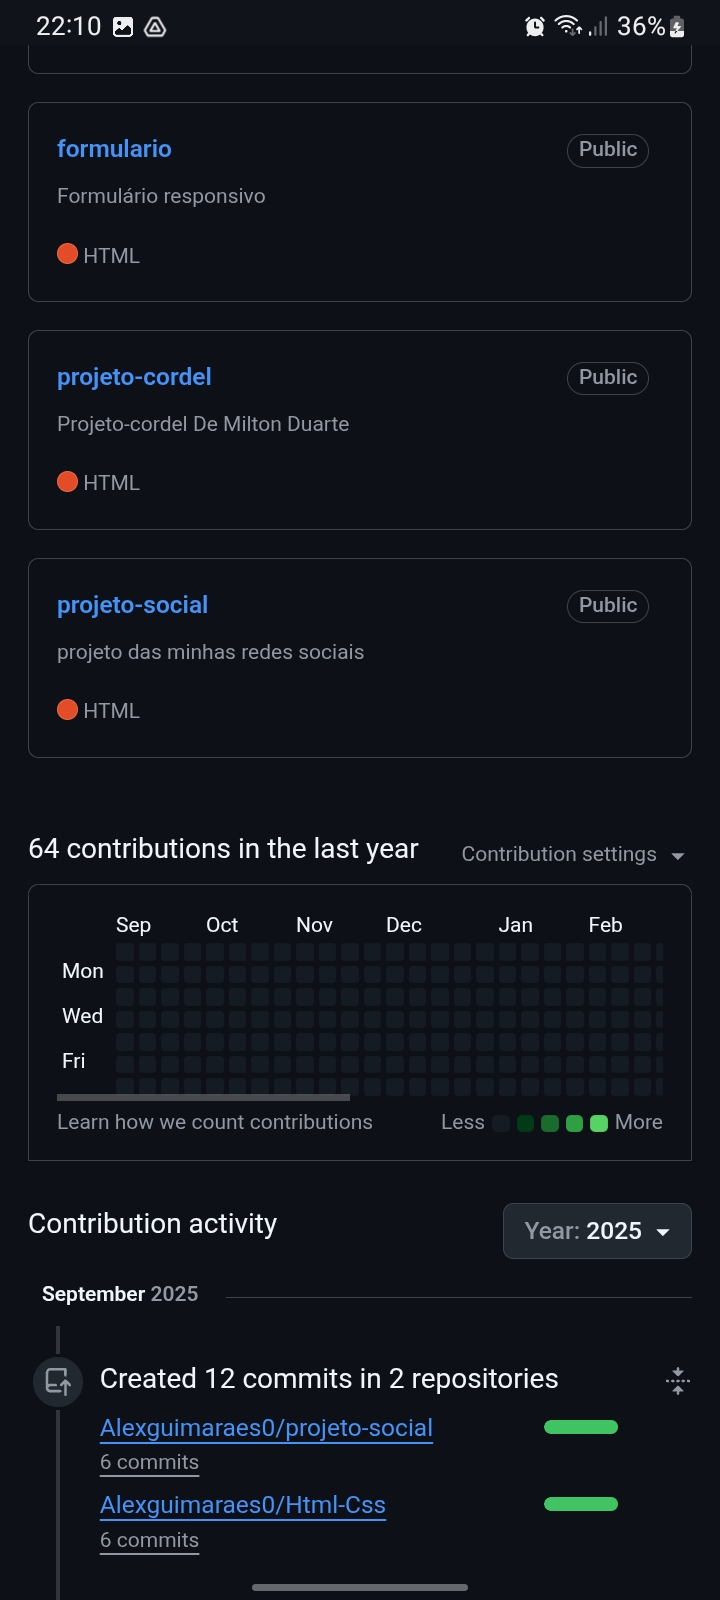 22:10 36%
formulario Public
Formulário responsivo
HTML
projeto-cordel Public
Projeto-cordel De Milton Duarte
HTML
projeto-social Public
projeto das minhas redes sociais
HTML
64 contributions in the last year Contribution settings
Sep Oct Nov Dec Jan Feb
Mon
Wed
Fri
Learn how we count contributions Less More
Contribution activity Year: 2025
September 2025
Created 12 commits in 2 repositories
Alexguimaraes0/projeto-social
6 commits
Alexguimaraes0/Html-Css
6 commits